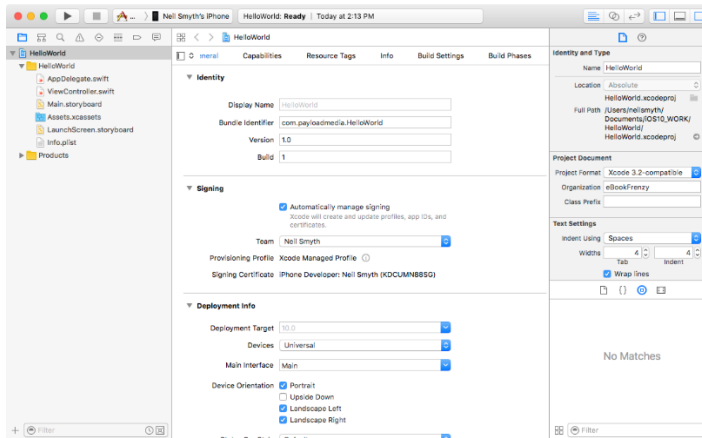 Neil Smyth's iPhone
HelloWorld: Ready | Today at 2:13 PM
HelloWorld
HelloWorld
AppDelegate.swift
ViewController.swift
Main.storyboard
Assets.xcassets
LaunchScreen.storyboard
Info.plist
Products
Filter
HelloWorld
meral Capabilities Resource Tags Info Build Settings Build Phases
Identity
Display Name HelloWorld
Bundle Identifier com.payloadmedia.HelloWorld
Version 1.0
Build 1
Signing
Automatically manage signing
Xcode will create and update profiles, app IDs, and
certificates.
Team Neil Smyth
Provisioning Profile Xcode Managed Profile
Signing Certificate iPhone Developer: Neil Smyth (KDCUMN88SG)
Deployment Info
Deployment Target 10.0
Devices Universal
Main Interface Main
Device Orientation Portrait
Upside Down
Landscape Left
Landscape Right
Identity and Type
Name HelloWorld
Location Absolute
HelloWorld.xcodeproj
Full Path /Users/neilsmyth/
Documents/iOS10_WORK/
HelloWorld/
HelloWorld.xcodeproj
Project Document
Project Format Xcode 3.2-compatible
Organization eBookFrenzy
Class Prefix
Text Settings
Indent Using Spaces
Widths 4 4
Tab Indent
Wrap lines
No Matches
Filter